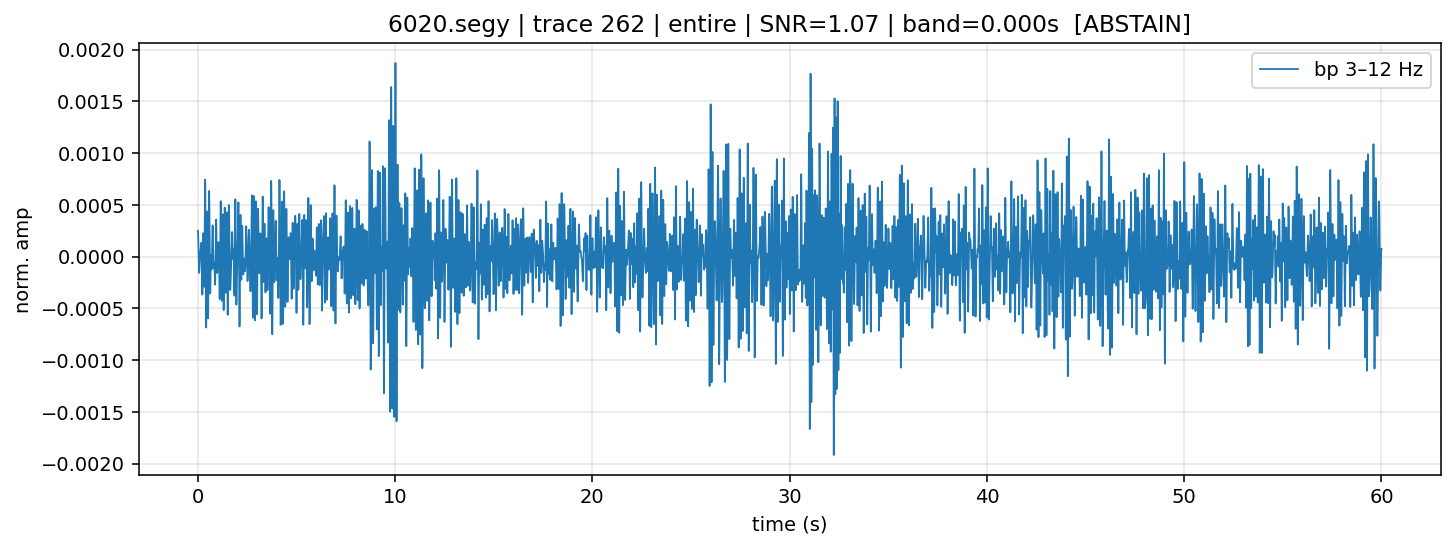 6020.segy | trace 262 | entire | SNR=1.07 | band=0.000s  [ABSTAIN]
bp 3–12 Hz
norm. amp
0.0020
0.0015
0.0010
0.0005
0.0000
−0.0005
−0.0010
−0.0015
−0.0020
0 10 20 30 40 50 60
time (s)